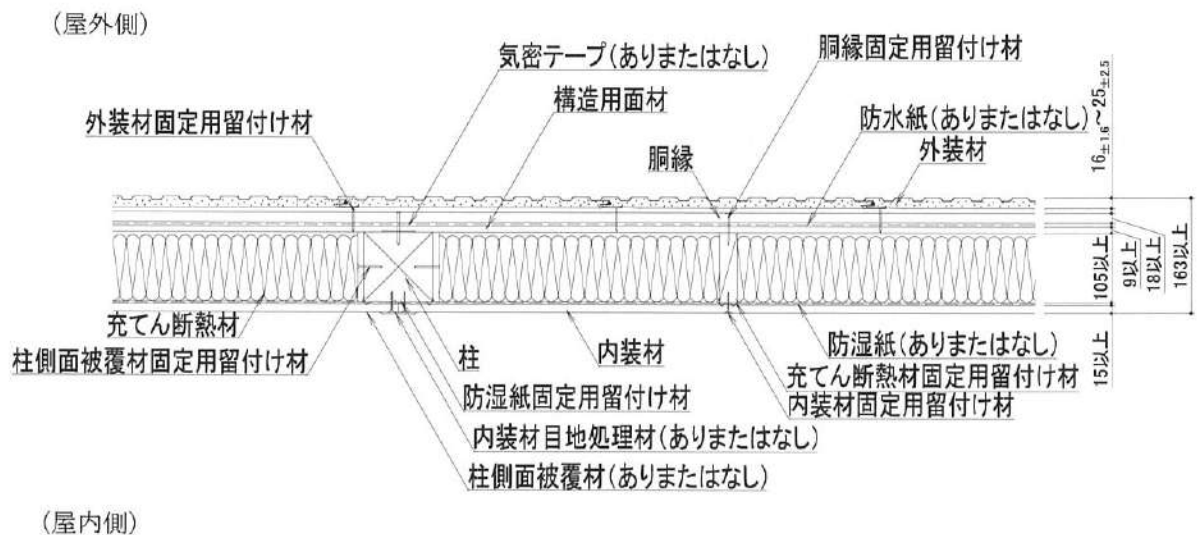 (屋外側)
気密テープ(ありまたはなし)
胴縁固定用留付け材
構造用面材
外装材固定用留付け材
防水紙(ありまたはなし)
外装材
胴縁
16±1.6~25±2.5
105以上
9以上
18以上
163以上
15以上
充てん断熱材
柱側面被覆材固定用留付け材
柱
内装材
防湿紙(ありまたはなし)
充てん断熱材固定用留付け材
内装材固定用留付け材
防湿紙固定用留付け材
内装材目地処理材(ありまたはなし)
柱側面被覆材(ありまたはなし)
(屋内側)